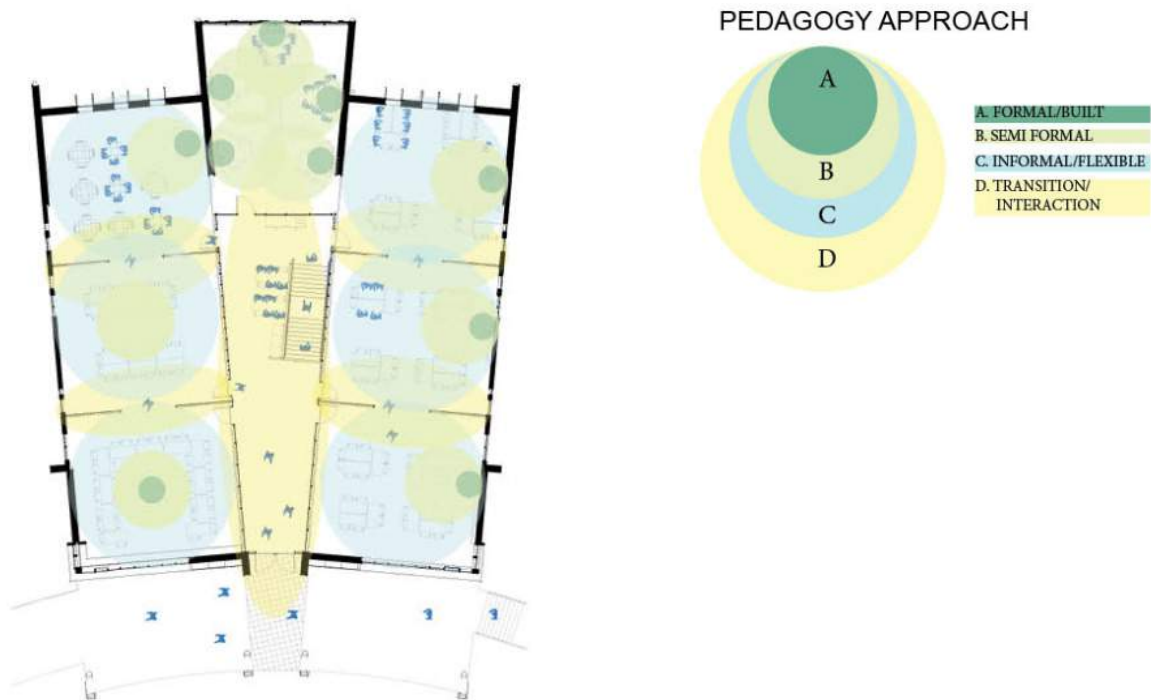 PEDAGOGY APPROACH
A
B
C
D
A. FORMAL/BUILT
B. SEMI FORMAL
C. INFORMAL/FLEXIBLE
D. TRANSITION/
INTERACTION